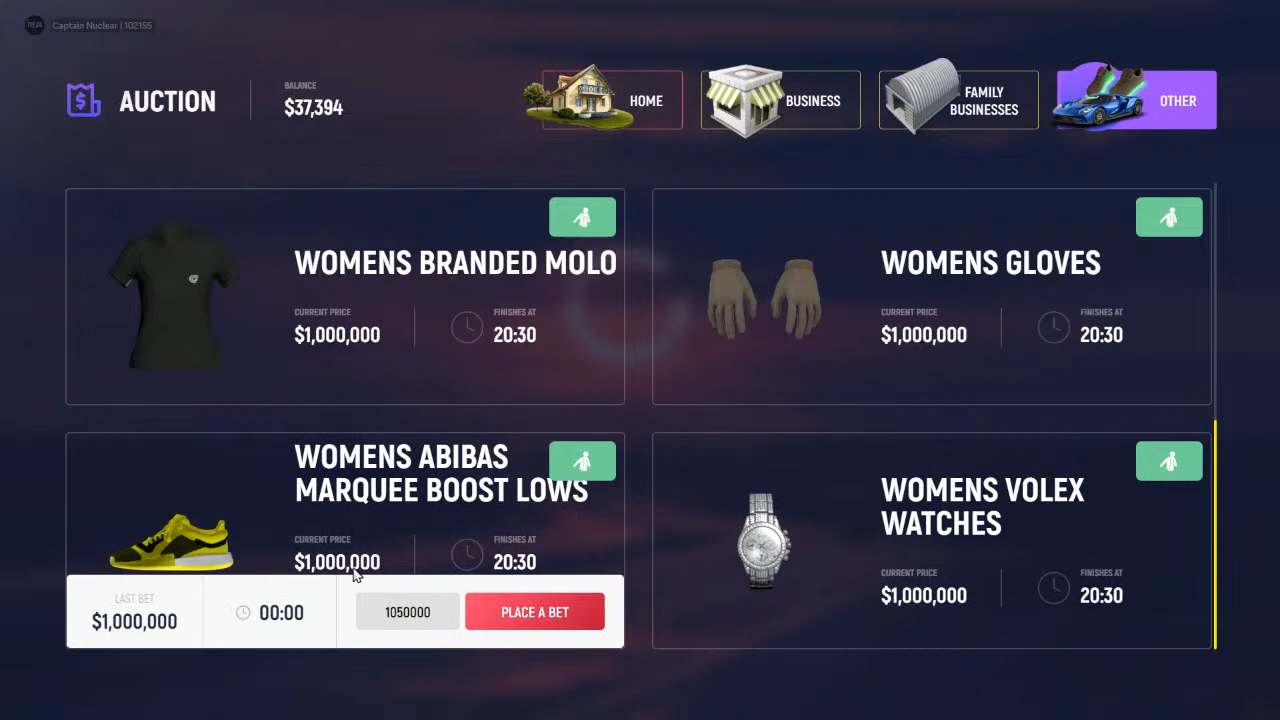 Captain Nuclear | 102155
AUCTION
BALANCE
$37,394
HOME
BUSINESS
FAMILY
BUSINESSES
OTHER
WOMENS BRANDED MOLO
CURRENT PRICE
$1,000,000
FINISHES AT
20:30
WOMENS GLOVES
CURRENT PRICE
$1,000,000
FINISHES AT
20:30
WOMENS ABIBAS
MARQUEE BOOST LOWS
CURRENT PRICE
$1,000,000
FINISHES AT
20:30
LAST BET
$1,000,000
00:00
1050000
PLACE A BET
WOMENS VOLEX
WATCHES
CURRENT PRICE
$1,000,000
FINISHES AT
20:30